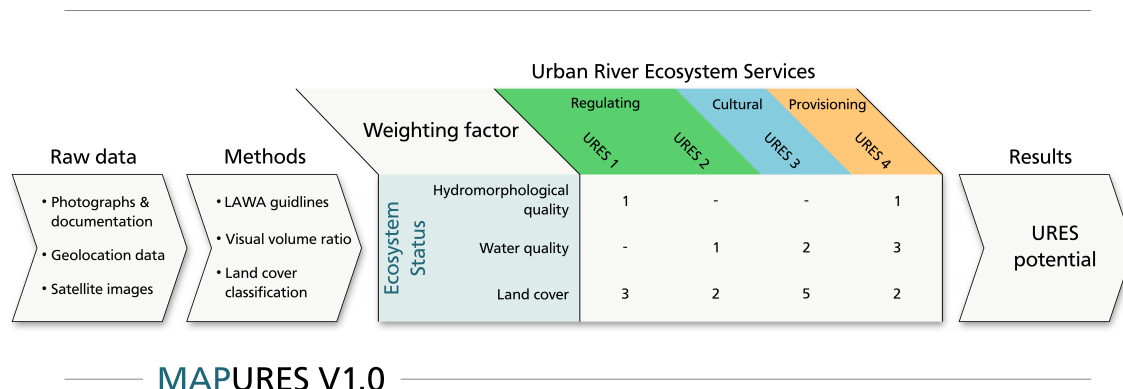 Urban River Ecosystem Services
Regulating
Cultural
Provisioning
Weighting factor
URES 1
URES 2
URES 3
URES 4
Raw data
Methods
Results
• Photographs &
documentation
• Geolocation data
• Satellite images
• LAWA guidlines
• Visual volume ratio
• Land cover
classification
Ecosystem
Status
Hydromorphological
quality
1 - - 1
Water quality
- 1 2 3
Land cover
3 2 5 2
URES
potential
MAPURES V1.0